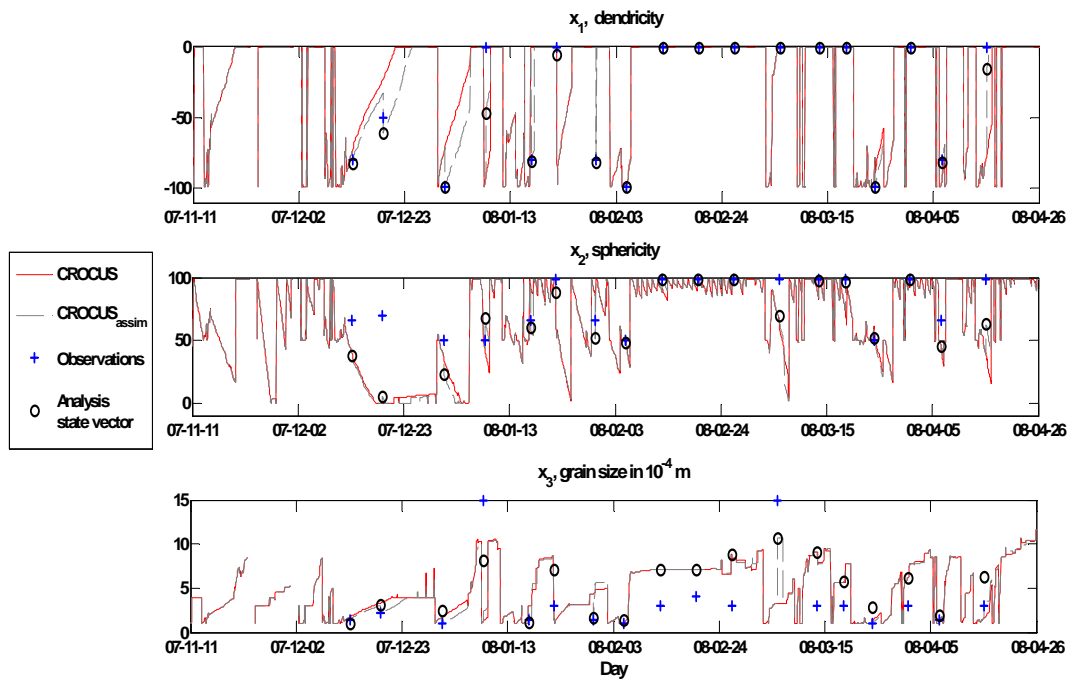 x1, dendricity
0
-50
-100
07-11-11 07-12-02 07-12-23 08-01-13 08-02-03 08-02-24 08-03-15 08-04-05 08-04-26
x2, sphericity
CROCUS
CROCUSassim
Observations
Analysis
state vector
100
50
0
07-11-11 07-12-02 07-12-23 08-01-13 08-02-03 08-02-24 08-03-15 08-04-05 08-04-26
x3, grain size in 10-4 m
15
10
5
0
07-11-11 07-12-02 07-12-23 08-01-13 08-02-03 08-02-24 08-03-15 08-04-05 08-04-26
Day